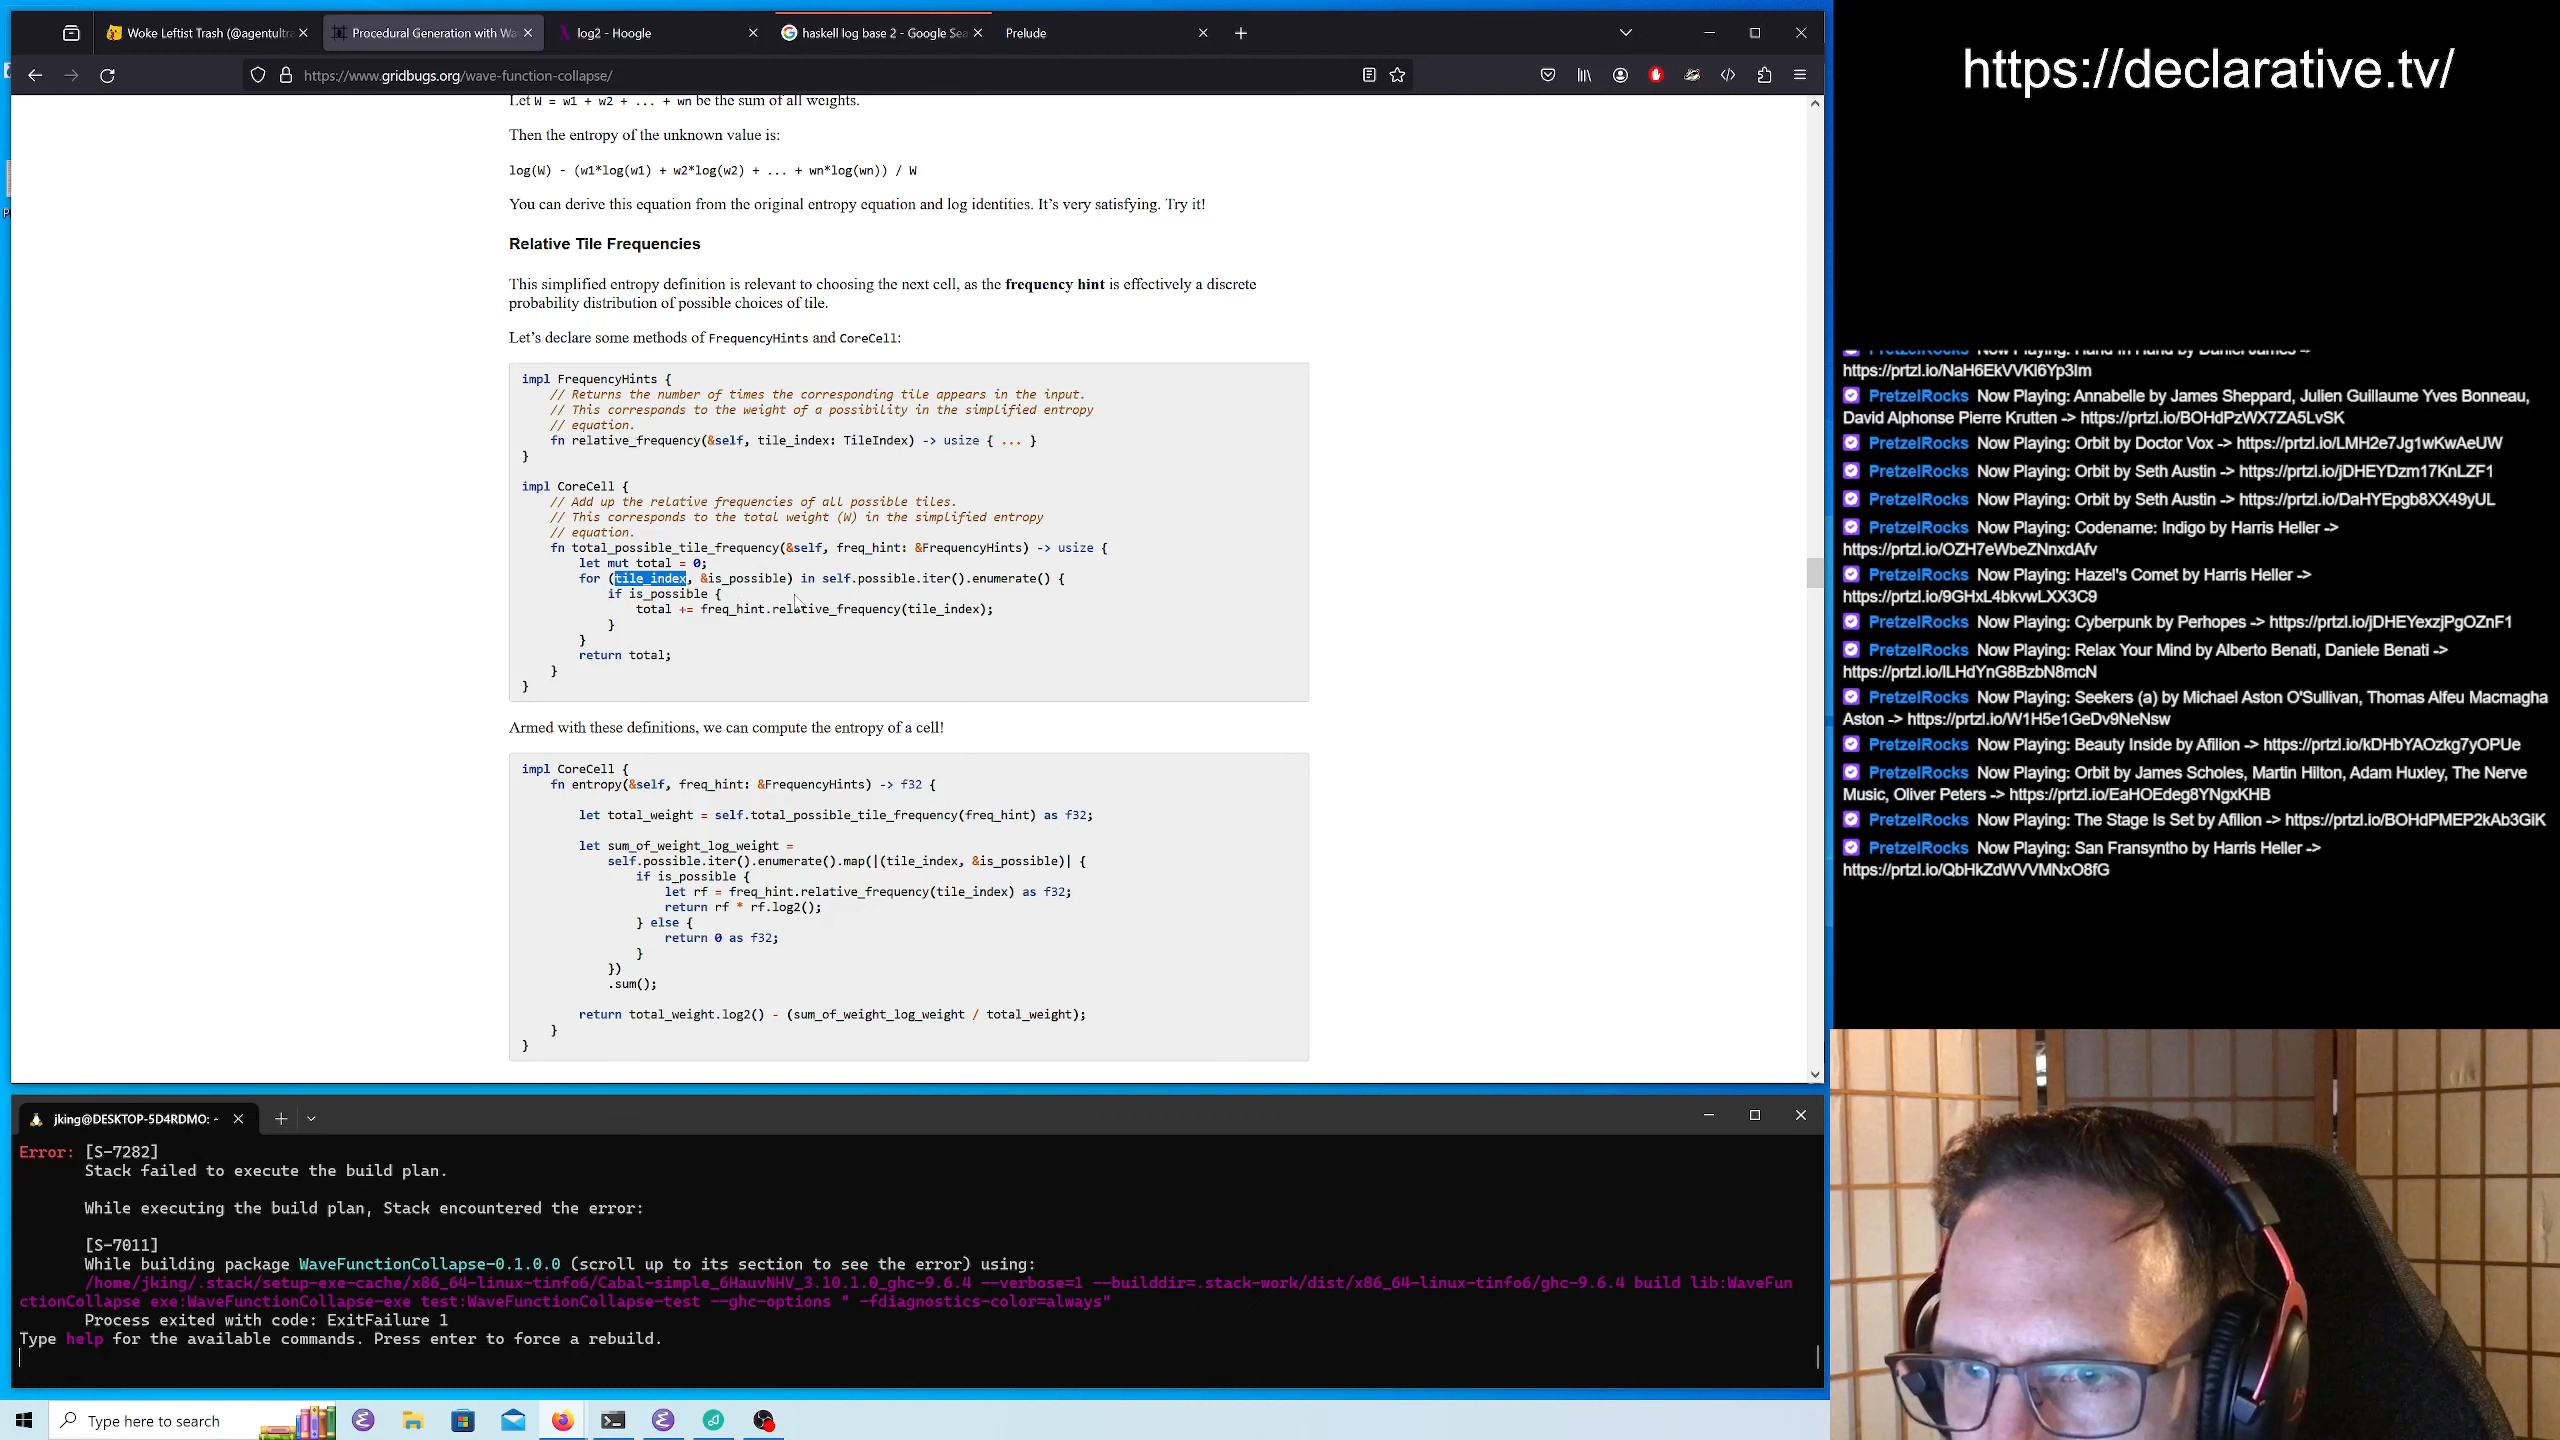 Woke Leftist Trash (@agentultra
Procedural Generation with Wa
log2 - Hoogle
haskell log base 2 - Google Sea
Prelude
https://www.gridbugs.org/wave-function-collapse/
Let W = w1 + w2 + ... + wn be the sum of all weights.
Then the entropy of the unknown value is:
log(W) - (w1*log(w1) + w2*log(w2) + ... + wn*log(wn)) / W
You can derive this equation from the original entropy equation and log identities. It's very satisfying. Try it!
Relative Tile Frequencies
This simplified entropy definition is relevant to choosing the next cell, as the frequency hint is effectively a discrete
probability distribution of possible choices of tile.
Let's declare some methods of FrequencyHints and CoreCell:
impl FrequencyHints {
// Returns the number of times the corresponding tile appears in the input.
// This corresponds to the weight of a possibility in the simplified entropy
// equation.
fn relative_frequency(&self, tile_index: TileIndex) -> usize { ... }
}
impl CoreCell {
// Add up the relative frequencies of all possible tiles.
// This corresponds to the total weight (W) in the simplified entropy
// equation.
fn total_possible_tile_frequency(&self, freq_hint: &FrequencyHints) -> usize {
let mut total = 0;
for (tile_index, &is_possible) in self.possible.iter().enumerate() {
if is_possible {
total += freq_hint.relative_frequency(tile_index);
}
}
return total;
}
}
Armed with these definitions, we can compute the entropy of a cell!
impl CoreCell {
fn entropy(&self, freq_hint: &FrequencyHints) -> f32 {
let total_weight = self.total_possible_tile_frequency(freq_hint) as f32;
let sum_of_weight_log_weight =
self.possible.iter().enumerate().map(|(tile_index, &is_possible)| {
if is_possible {
let rf = freq_hint.relative_frequency(tile_index) as f32;
return rf * rf.log2();
} else {
return 0 as f32;
}
})
.sum();
return total_weight.log2() - (sum_of_weight_log_weight / total_weight);
}
}
jking@DESKTOP-5D4RDMO: ~
Error: [S-7282]
Stack failed to execute the build plan.
While executing the build plan, Stack encountered the error:
[S-7011]
While building package WaveFunctionCollapse-0.1.0.0 (scroll up to its section to see the error) using:
/home/jking/.stack/setup-exe-cache/x86_64-linux-tinfo6/Cabal-simple_6HauvNHV_3.10.1.0_ghc-9.6.4 --verbose=1 --builddir=.stack-work/dist/x86_64-linux-tinfo6/ghc-9.6.4 build lib:WaveFun
ctionCollapse exe:WaveFunctionCollapse-exe test:WaveFunctionCollapse-test --ghc-options " -fdiagnostics-color=always"
Process exited with code: ExitFailure 1
Type help for the available commands. Press enter to force a rebuild.
Type here to search
https://declarative.tv/
PretzelRocks Now Playing: Hand in Hand by Daniel James ->
https://prtzl.io/NaH6EkVVKl6Yp3Im
PretzelRocks Now Playing: Annabelle by James Sheppard, Julien Guillaume Yves Bonneau,
David Alphonse Pierre Krutten -> https://prtzl.io/BOHdPzWX7ZA5LvSK
PretzelRocks Now Playing: Orbit by Doctor Vox -> https://prtzl.io/LMH2e7Jg1wKwAeUW
PretzelRocks Now Playing: Orbit by Seth Austin -> https://prtzl.io/jDHEYDzm17KnLZF1
PretzelRocks Now Playing: Orbit by Seth Austin -> https://prtzl.io/DaHYEpgb8XX49yUL
PretzelRocks Now Playing: Codename: Indigo by Harris Heller ->
https://prtzl.io/OZH7eWbeZNnxdAfv
PretzelRocks Now Playing: Hazel's Comet by Harris Heller ->
https://prtzl.io/9GHxL4bkvwLXX3C9
PretzelRocks Now Playing: Cyberpunk by Perhopes -> https://prtzl.io/jDHEYexzjPgOZnF1
PretzelRocks Now Playing: Relax Your Mind by Alberto Benati, Daniele Benati ->
https://prtzl.io/lLHdYnG8BzbN8mcN
PretzelRocks Now Playing: Seekers (a) by Michael Aston O'Sullivan, Thomas Alfeu Macmagha
Aston -> https://prtzl.io/W1H5e1GeDv9NeNsw
PretzelRocks Now Playing: Beauty Inside by Afilion -> https://prtzl.io/kDHbYAOzkg7yOPUe
PretzelRocks Now Playing: Orbit by James Scholes, Martin Hilton, Adam Huxley, The Nerve
Music, Oliver Peters -> https://prtzl.io/EaHOEdeg8YNgxKHB
PretzelRocks Now Playing: The Stage Is Set by Afilion -> https://prtzl.io/BOHdPMEP2kAb3GiK
PretzelRocks Now Playing: San Fransyntho by Harris Heller ->
https://prtzl.io/QbHkZdWVVMNxO8fG